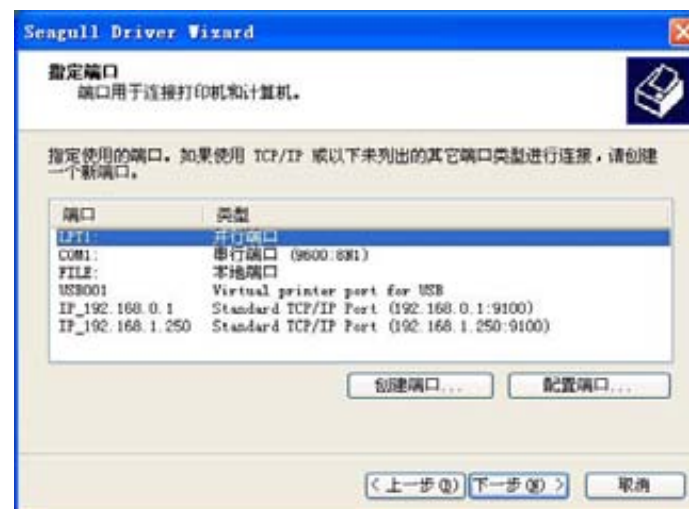 Seagull Driver Wizard
指定端口
端口用于连接打印机和计算机。
指定使用的端口。如果使用 TCP/IP 或以下未列出的其它端口类型进行连接，请创建
一个新端口。
端口 类型
LPT1: 并行端口
COM1: 串行端口 (9600:8N1)
FILE: 本地端口
USB001 Virtual printer port for USB
IP_192.168.0.1 Standard TCP/IP Port (192.168.0.1:9100)
IP_192.168.1.250 Standard TCP/IP Port (192.168.1.250:9100)
创建端口... 配置端口...
<上一步(B) 下一步(N) > 取消